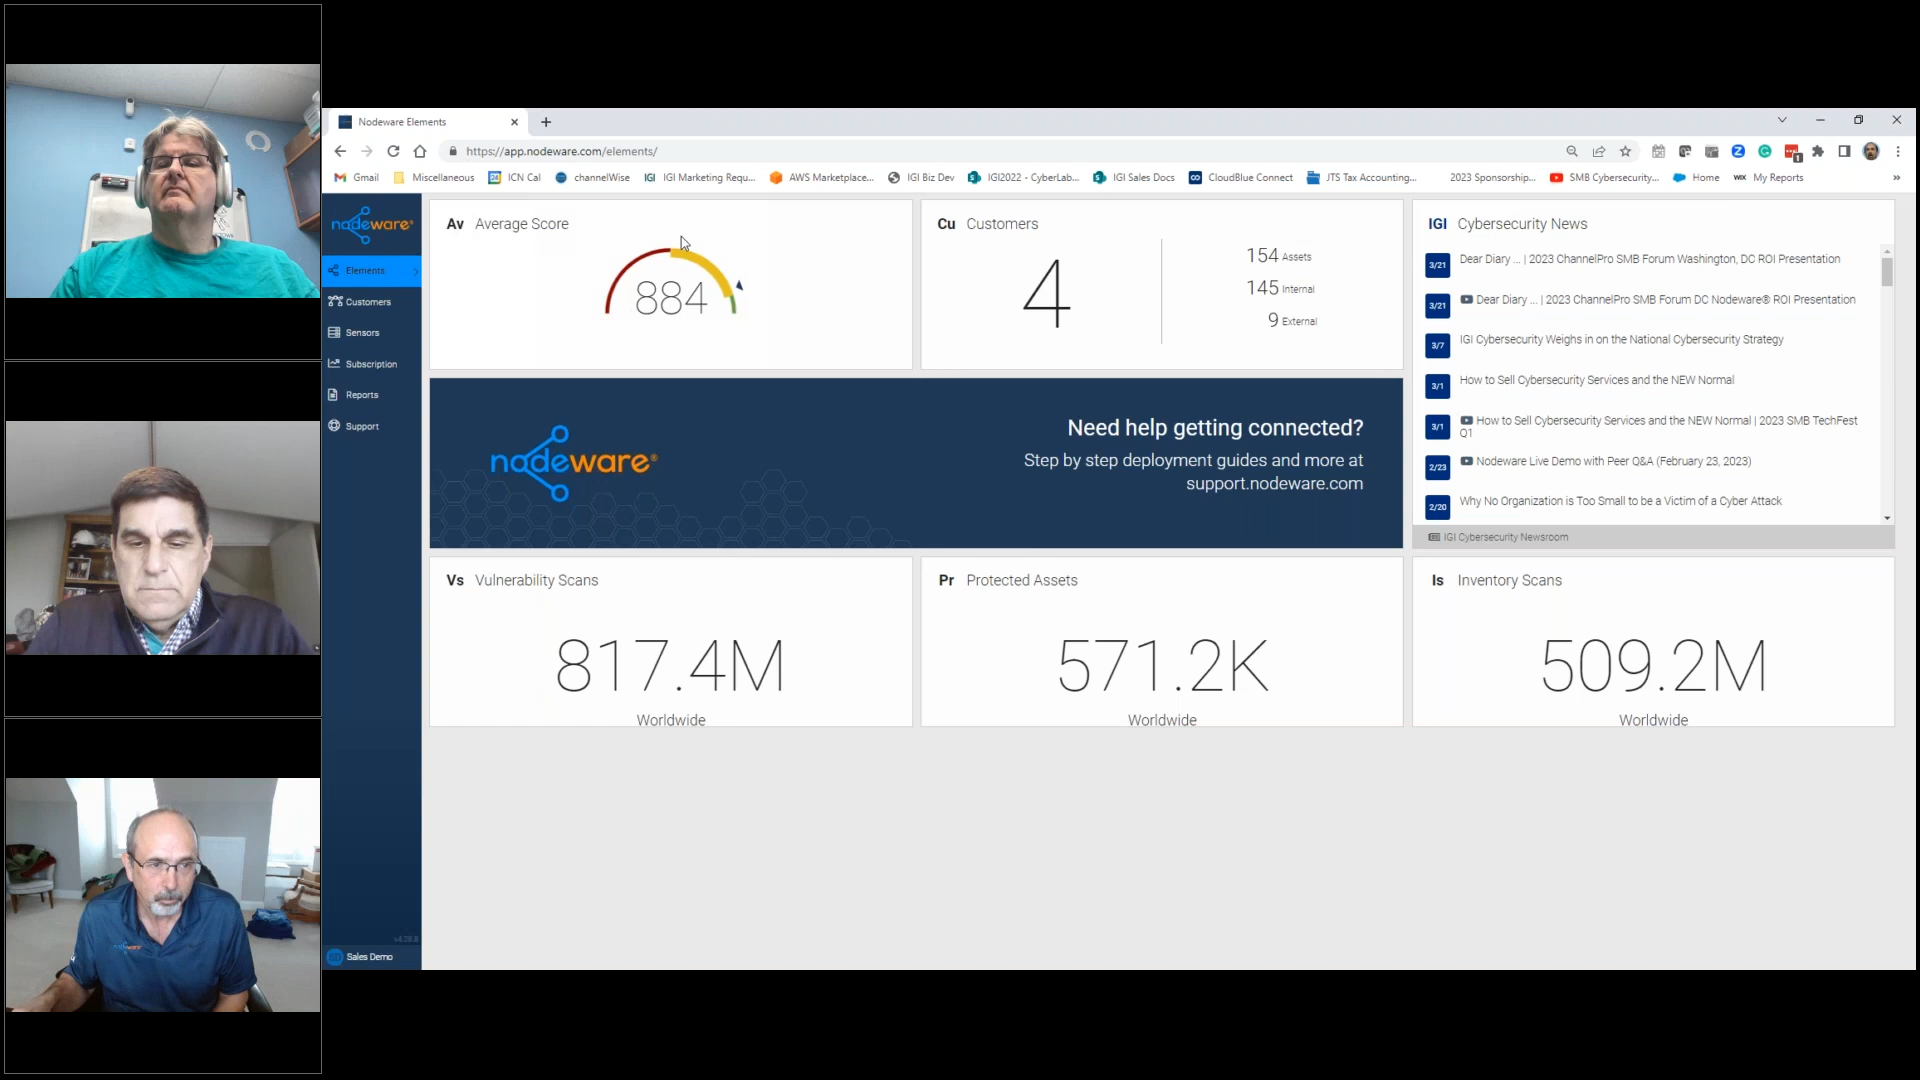 Nodeware Elements
https://app.nodeware.com/elements/
Gmail
Miscellaneous
ICN Cal
channelWise
IGI IGI Marketing Requ...
AWS Marketplace...
IGI Biz Dev
IGI2022 - CyberLab...
IGI Sales Docs
CloudBlue Connect
JTS Tax Accounting...
2023 Sponsorship...
SMB Cybersecurity...
Home
WIX My Reports
»
nodeware®
Elements
Customers
Sensors
Subscription
Reports
Support
v4.28.8
Sales Demo
Av Average Score
884
Cu Customers
4
154 Assets
145 Internal
9 External
IGI Cybersecurity News
3/21 Dear Diary ... | 2023 ChannelPro SMB Forum Washington, DC ROI Presentation
3/21 Dear Diary ... | 2023 ChannelPro SMB Forum DC Nodeware® ROI Presentation
3/7 IGI Cybersecurity Weighs in on the National Cybersecurity Strategy
3/1 How to Sell Cybersecurity Services and the NEW Normal
3/1 How to Sell Cybersecurity Services and the NEW Normal | 2023 SMB TechFest
Q1
2/23 Nodeware Live Demo with Peer Q&A (February 23, 2023)
2/20 Why No Organization is Too Small to be a Victim of a Cyber Attack
IGI Cybersecurity Newsroom
nodeware®
Need help getting connected?
Step by step deployment guides and more at
support.nodeware.com
Vs Vulnerability Scans
817.4M
Worldwide
Pr Protected Assets
571.2K
Worldwide
Is Inventory Scans
509.2M
Worldwide